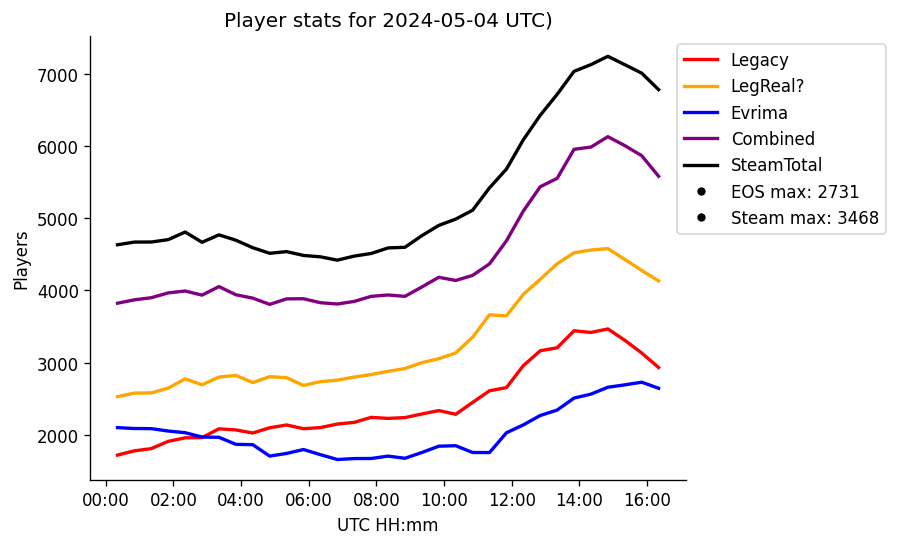 Player stats for 2024-05-04 UTC)
Legacy
LegReal?
Evrima
Combined
SteamTotal
EOS max: 2731
Steam max: 3468
7000
6000
5000
4000
3000
2000
Players
00:00 02:00 04:00 06:00 08:00 10:00 12:00 14:00 16:00
UTC HH:mm